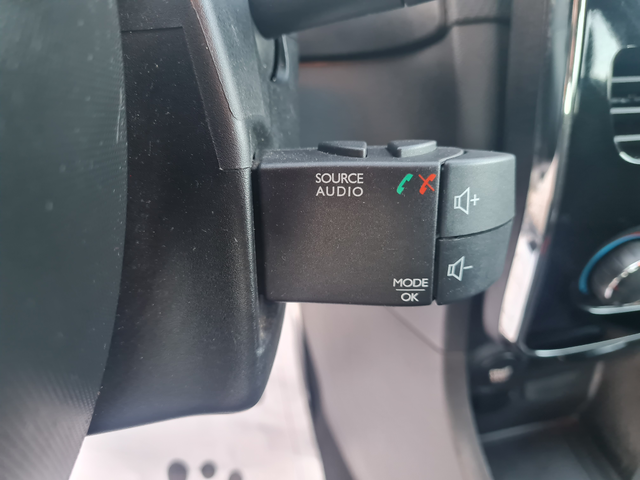 SOURCE
AUDIO
+
-
MODE
OK